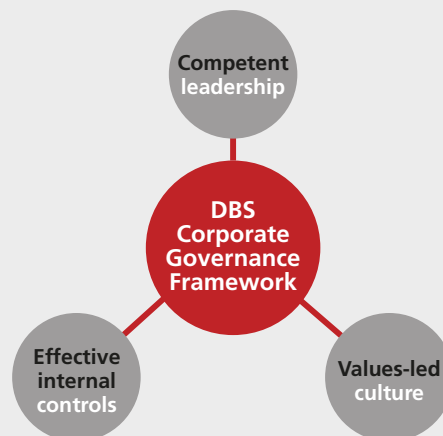 Competent
leadership
DBS
Corporate
Governance
Framework
Effective
internal
controls
Values-led
culture